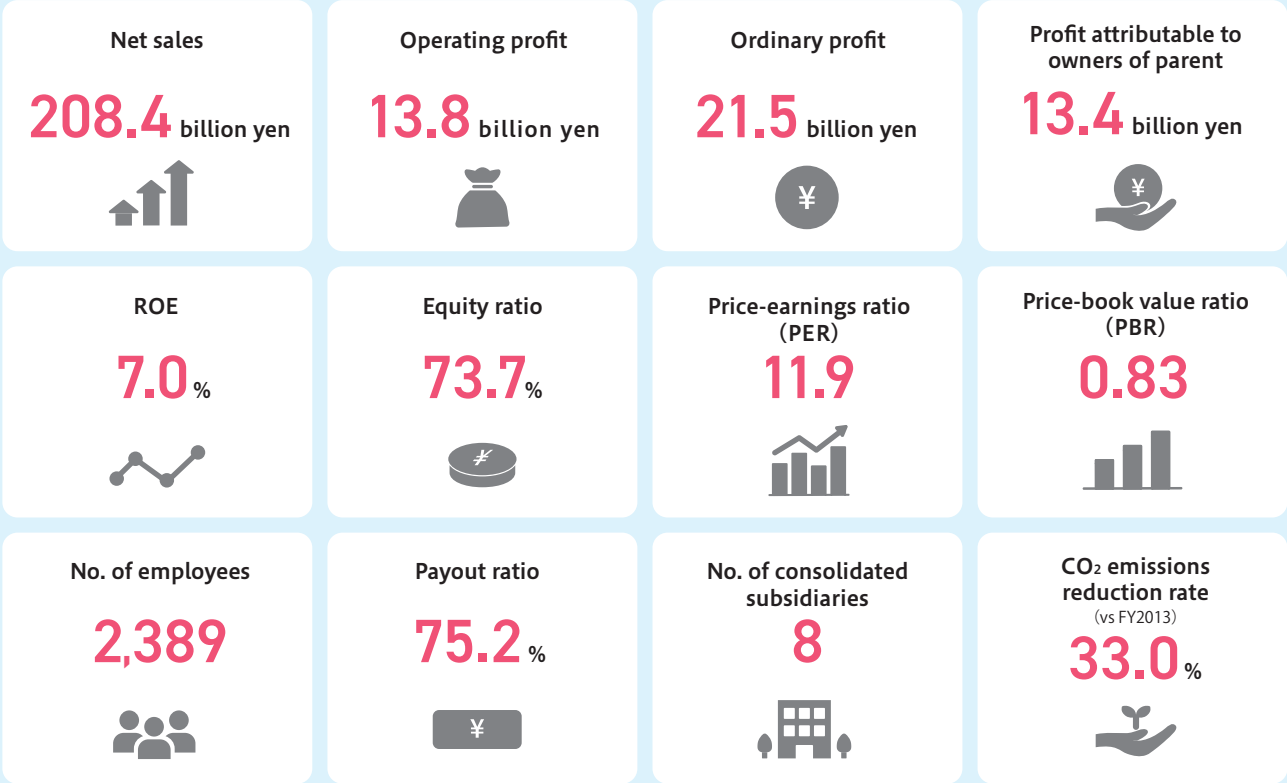 Net sales
208.4 billion yen
Operating profit
13.8 billion yen
Ordinary profit
21.5 billion yen
¥
Profit attributable to
owners of parent
13.4 billion yen
¥
ROE
7.0%
Equity ratio
73.7%
¥
Price-earnings ratio
（PER）
11.9
Price-book value ratio
（PBR）
0.83
No. of employees
2,389
Payout ratio
75.2%
¥
No. of consolidated
subsidiaries
8
CO₂ emissions
reduction rate
（vs FY2013）
33.0%